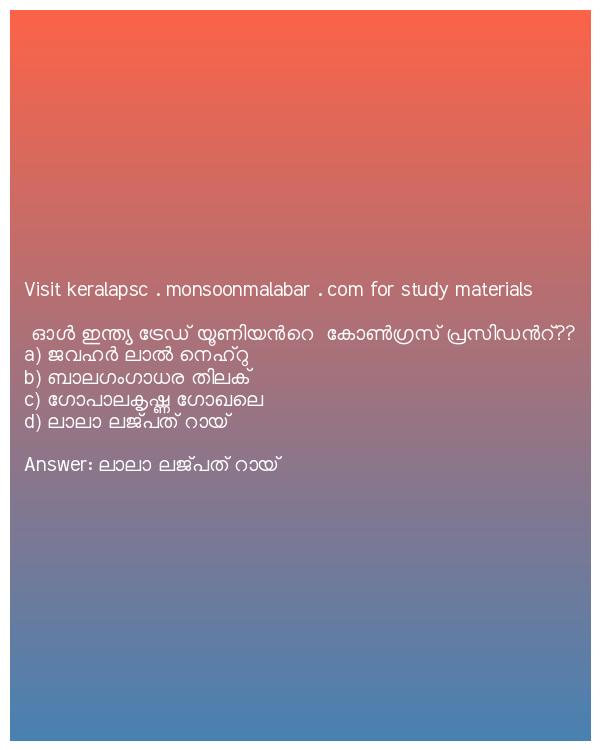 Visit keralapsc . monsoonmalabar . com for study materials
ഓൾ ഇന്ത്യ ട്രേഡ് യൂണിയൻറെ  കോൺഗ്രസ് പ്രസിഡൻറ്??
a) ജവഹർ ലാൽ നെഹ്റു
b) ബാലഗംഗാധര തിലക്
c) ഗോപാലകൃഷ്ണ ഗോഖലെ
d) ലാലാ ലജ്പത് റായ്
Answer: ലാലാ ലജ്പത് റായ്